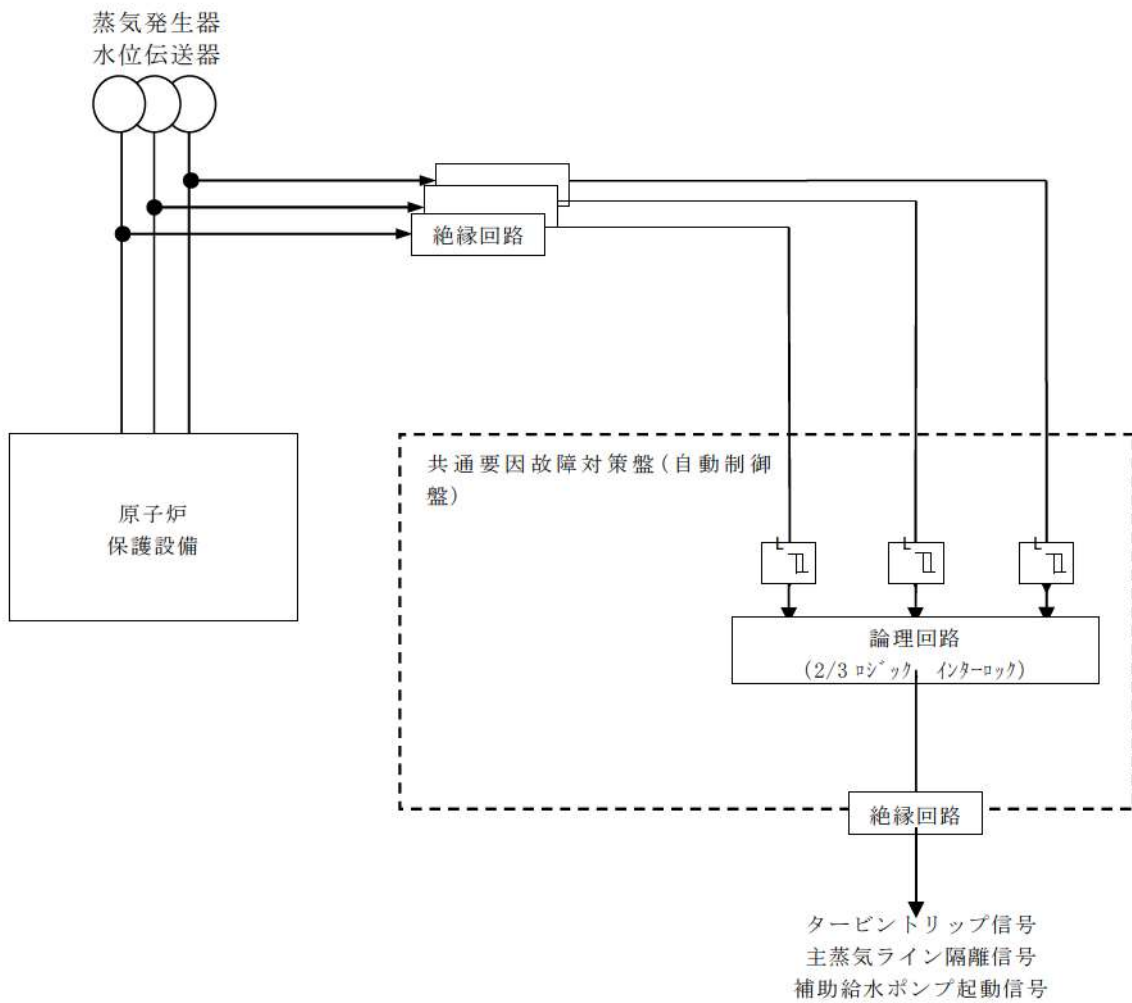 蒸気発生器
水位伝送器
絶縁回路
共通要因故障対策盤(自動制御
盤)
原子炉
保護設備
L
L
L
論理回路
(2/3 ﾛｼﾞｯｸ ｲﾝﾀｰﾛｯｸ)
絶縁回路
タービントリップ信号
主蒸気ライン隔離信号
補助給水ポンプ起動信号